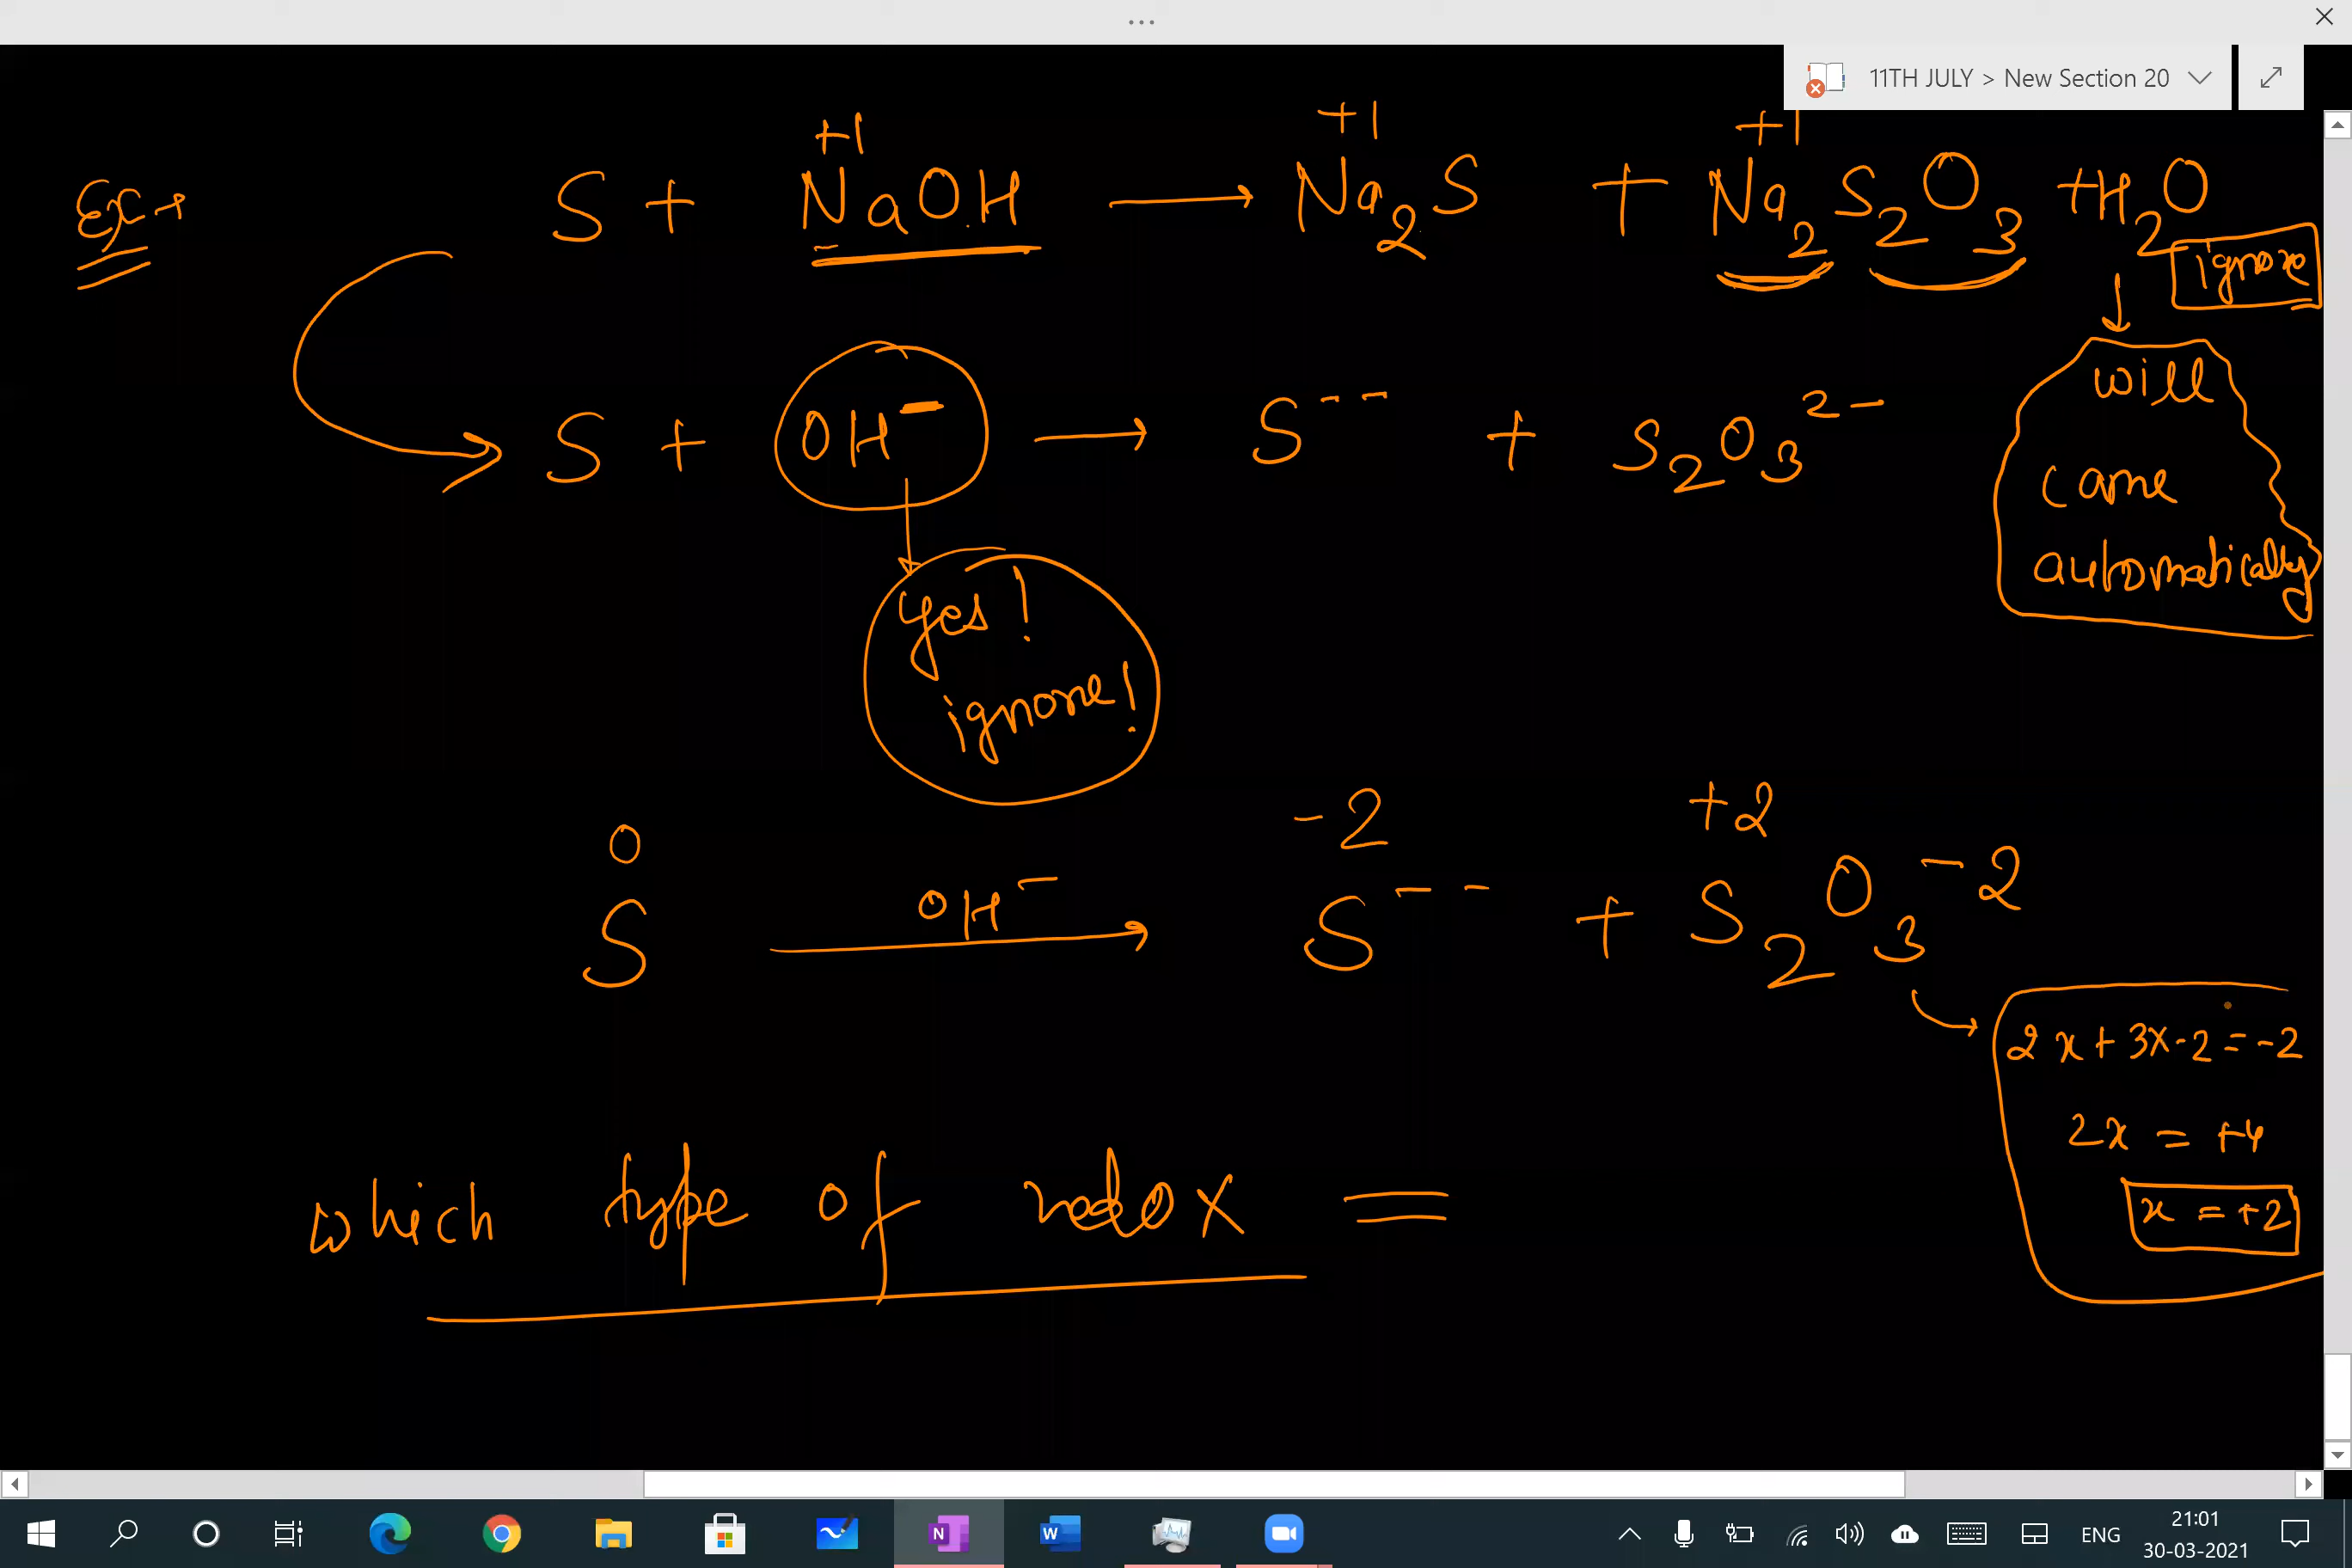 ...
11TH JULY > New Section 20
+1 +1 +1
Ex→ S + NaOH ⟶ Na₂S + Na₂S₂O₃ + H₂O
ignore
S + OH⁻ ⟶ S⁻⁻ + S₂O₃²⁻
will
came
automatically
yes!
ignore!
0 -2 +2
S OH⁻ ⟶ S⁻⁻ + S₂O₃⁻²
2x + 3x-2 = -2
2x = +4
x = +2
which type of redox =
ENG
21:01
30-03-2021